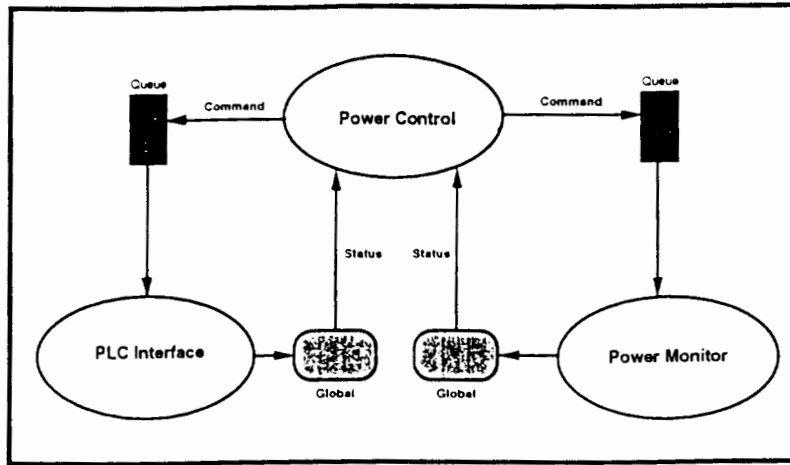 Queue
Queue
Command
Command
Power Control
Status
Status
PLC Interface
Power Monitor
Global
Global